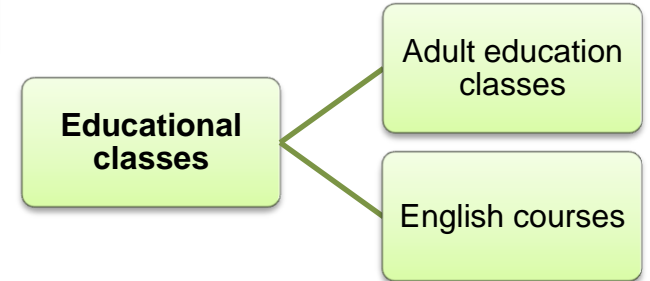 Educational
classes
Adult education
classes
English courses